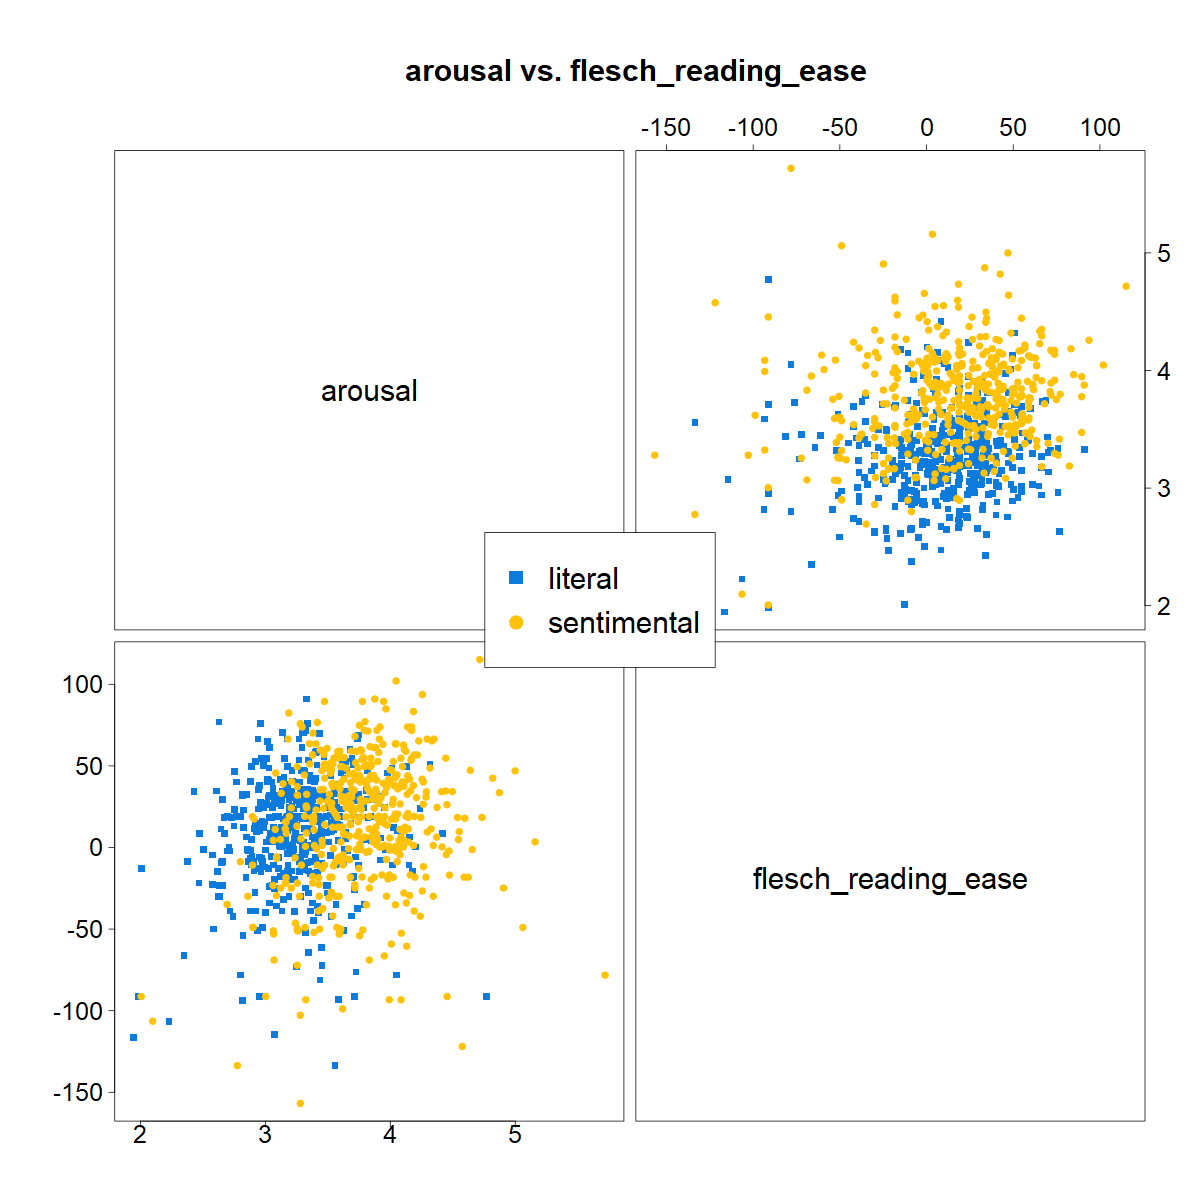 arousal vs. flesch_reading_ease
-150 -100 -50 0 50 100
arousal
5
4
3
2
literal
sentimental
100
50
0
-50
-100
-150
flesch_reading_ease
2 3 4 5